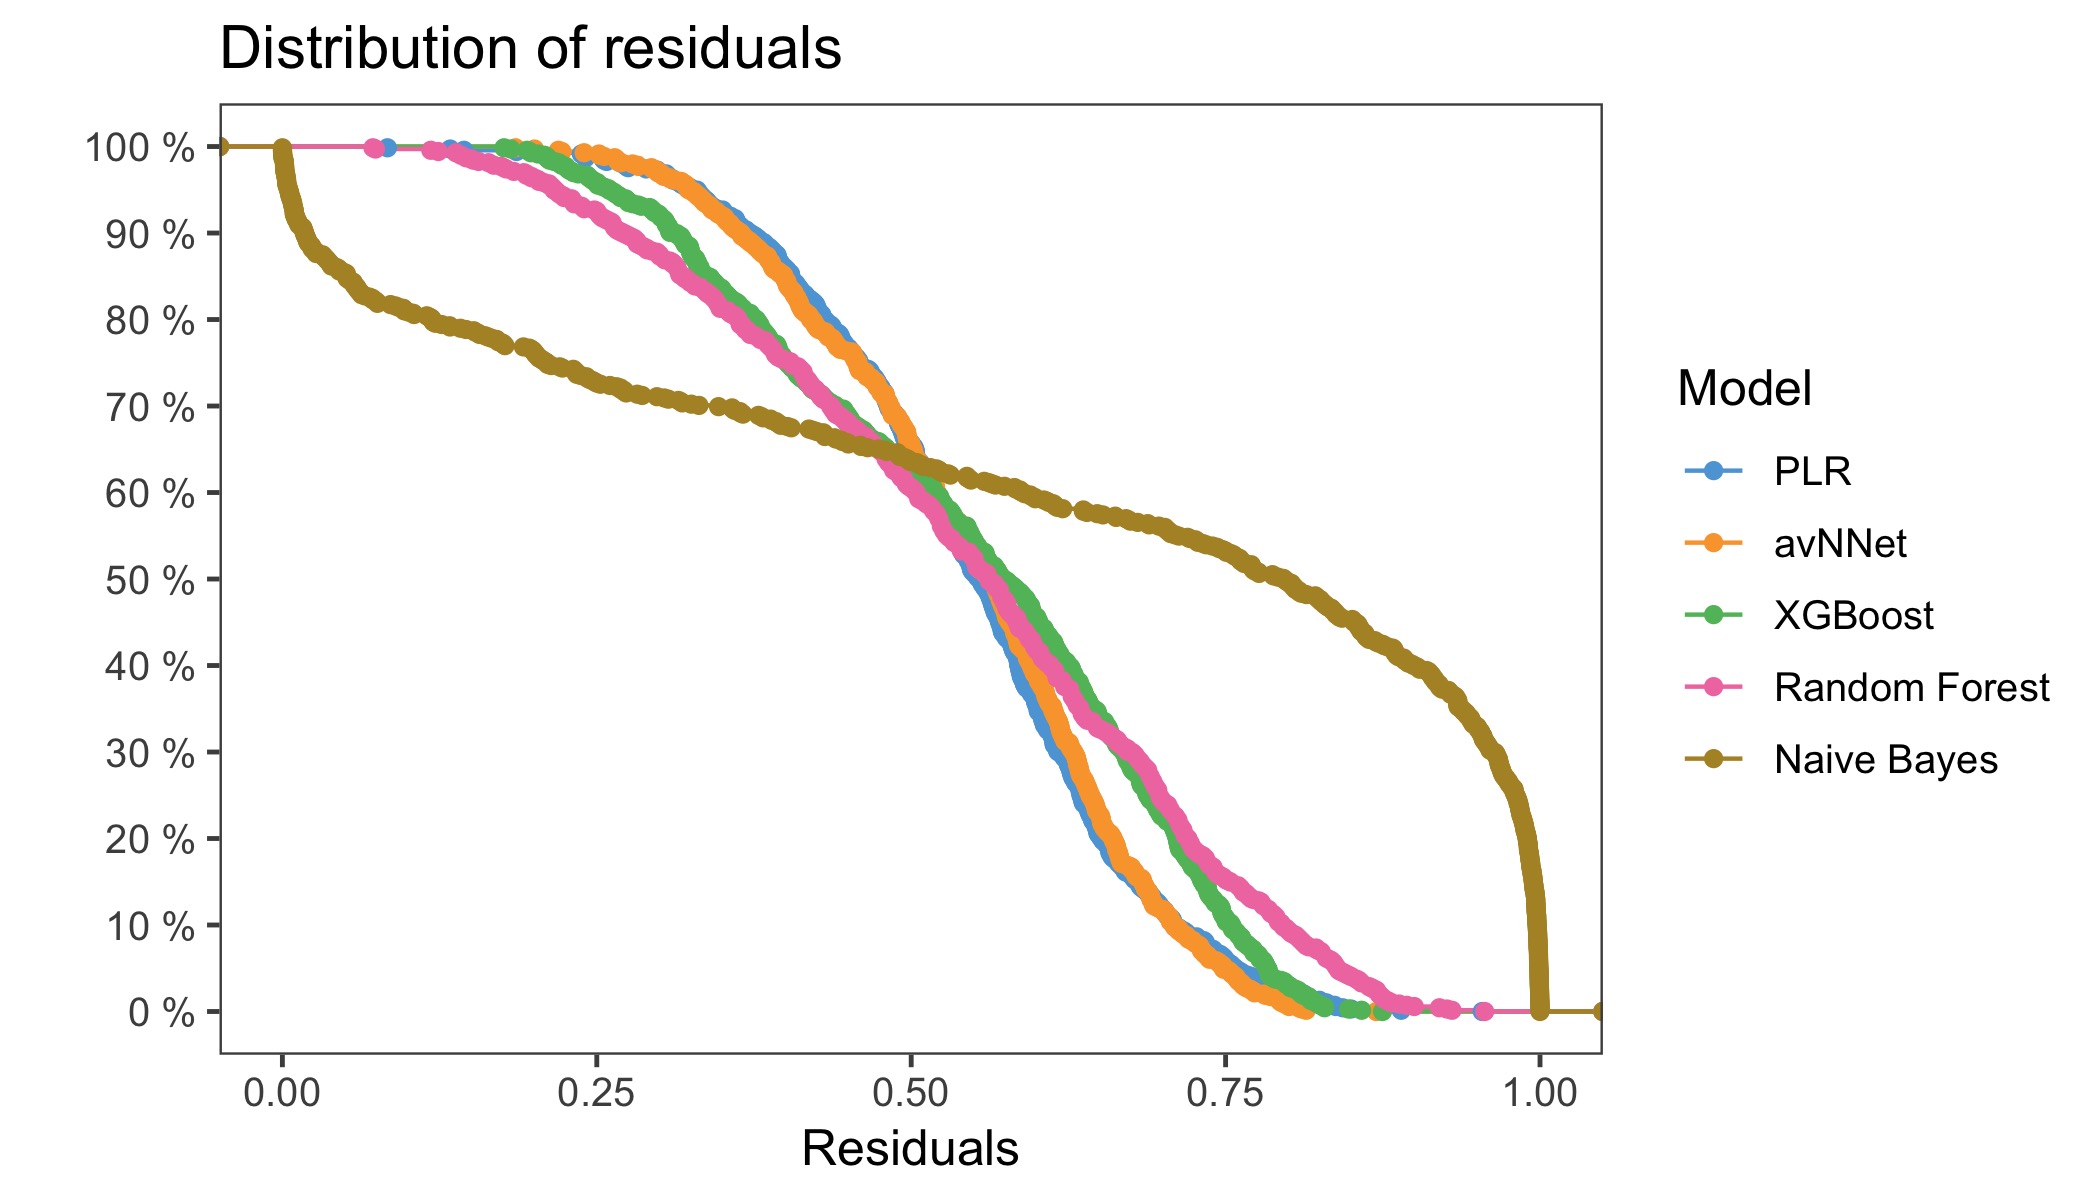 Distribution of residuals
100 %
90 %
80 %
70 %
60 %
50 %
40 %
30 %
20 %
10 %
0 %
0.00 0.25 0.50 0.75 1.00
Residuals
Model
PLR
avNNet
XGBoost
Random Forest
Naive Bayes